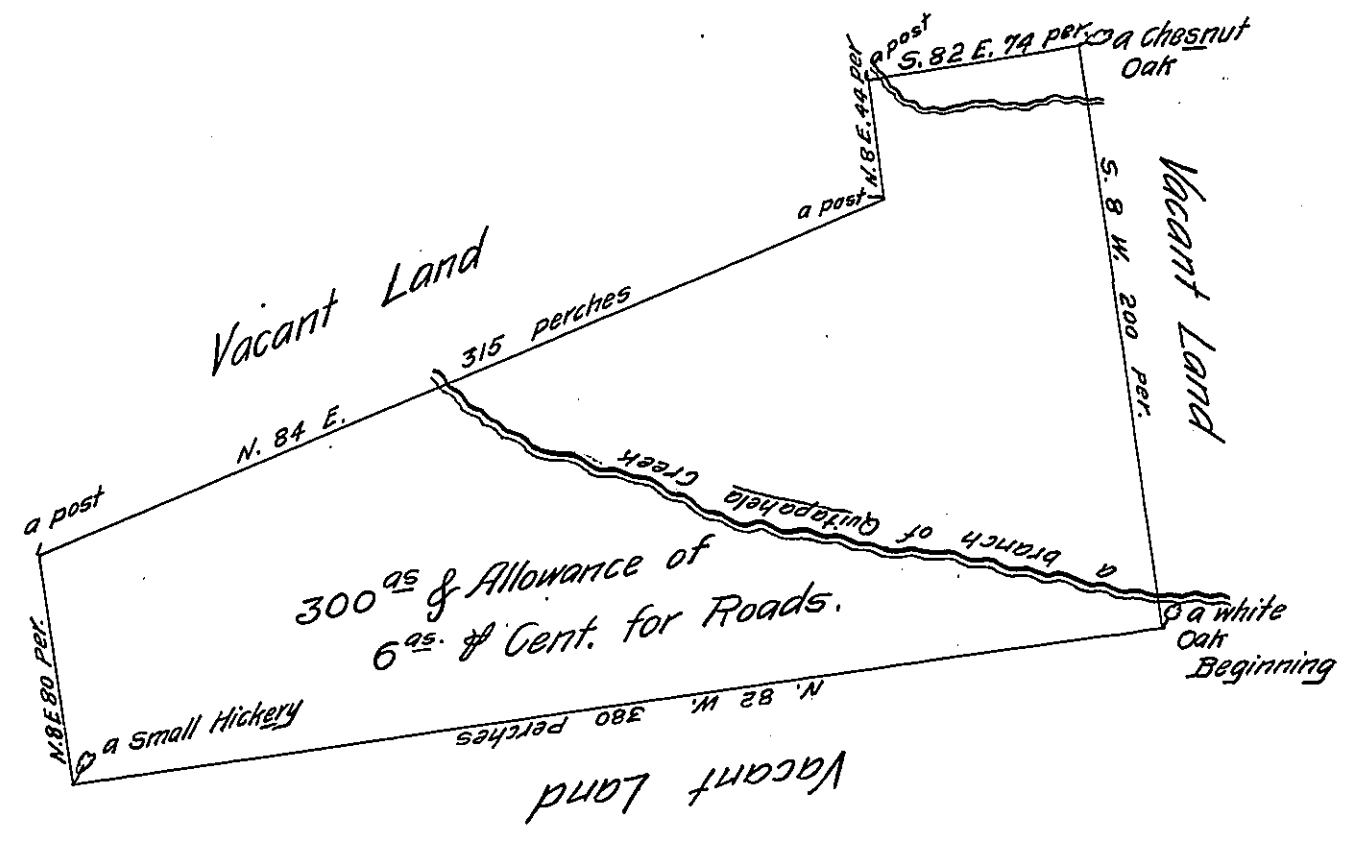 a post
S. 82 E. 74 per.
a Chesnut
Oak
N. 8 E. 44 per
a post
S. 8 W. 200 per.
Vacant Land
Vacant Land
N. 84 E. 315 perches
a post
a branch of Quitapahela Creek
300 as & Allowance of
6 as. ⅌ Cent. for Roads.
a white
Oak
Beginning
N. 8 E 80 Per.
a Small Hickery
N. 82 W. 380 Perches
Vacant Land